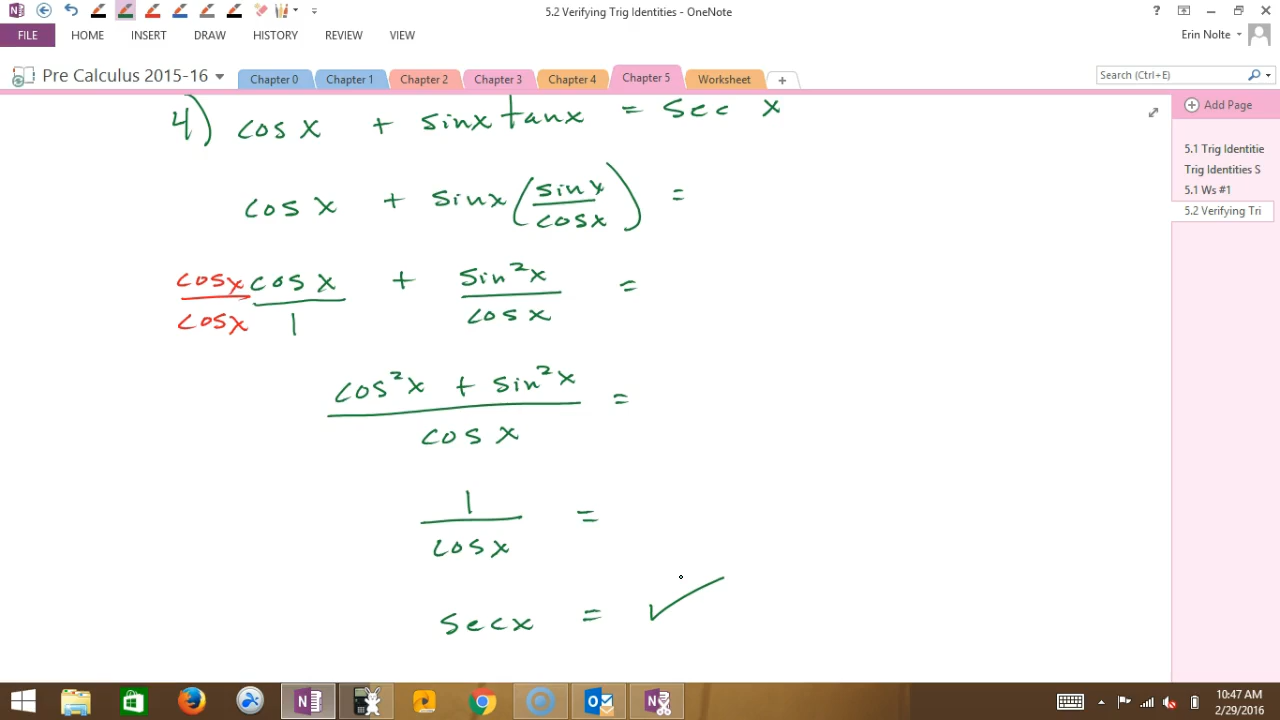 5.2 Verifying Trig Identities - OneNote
?
FILE HOME INSERT DRAW HISTORY REVIEW VIEW
Erin Nolte
Pre Calculus 2015-16
Chapter 0 Chapter 1 Chapter 2 Chapter 3 Chapter 4 Chapter 5 Worksheet +
Search (Ctrl+E)
Add Page
5.1 Trig Identitie
Trig Identities S
5.1 Ws #1
5.2 Verifying Tri
4) cos x + sinx tanx = sec x
cos x + sinx (sinx/cosx) =
cosx/cosx cos x/1 + sin²x/cos x =
cos²x + sin²x / cos x =
1/cosx =
secx = ✓
10:47 AM
2/29/2016